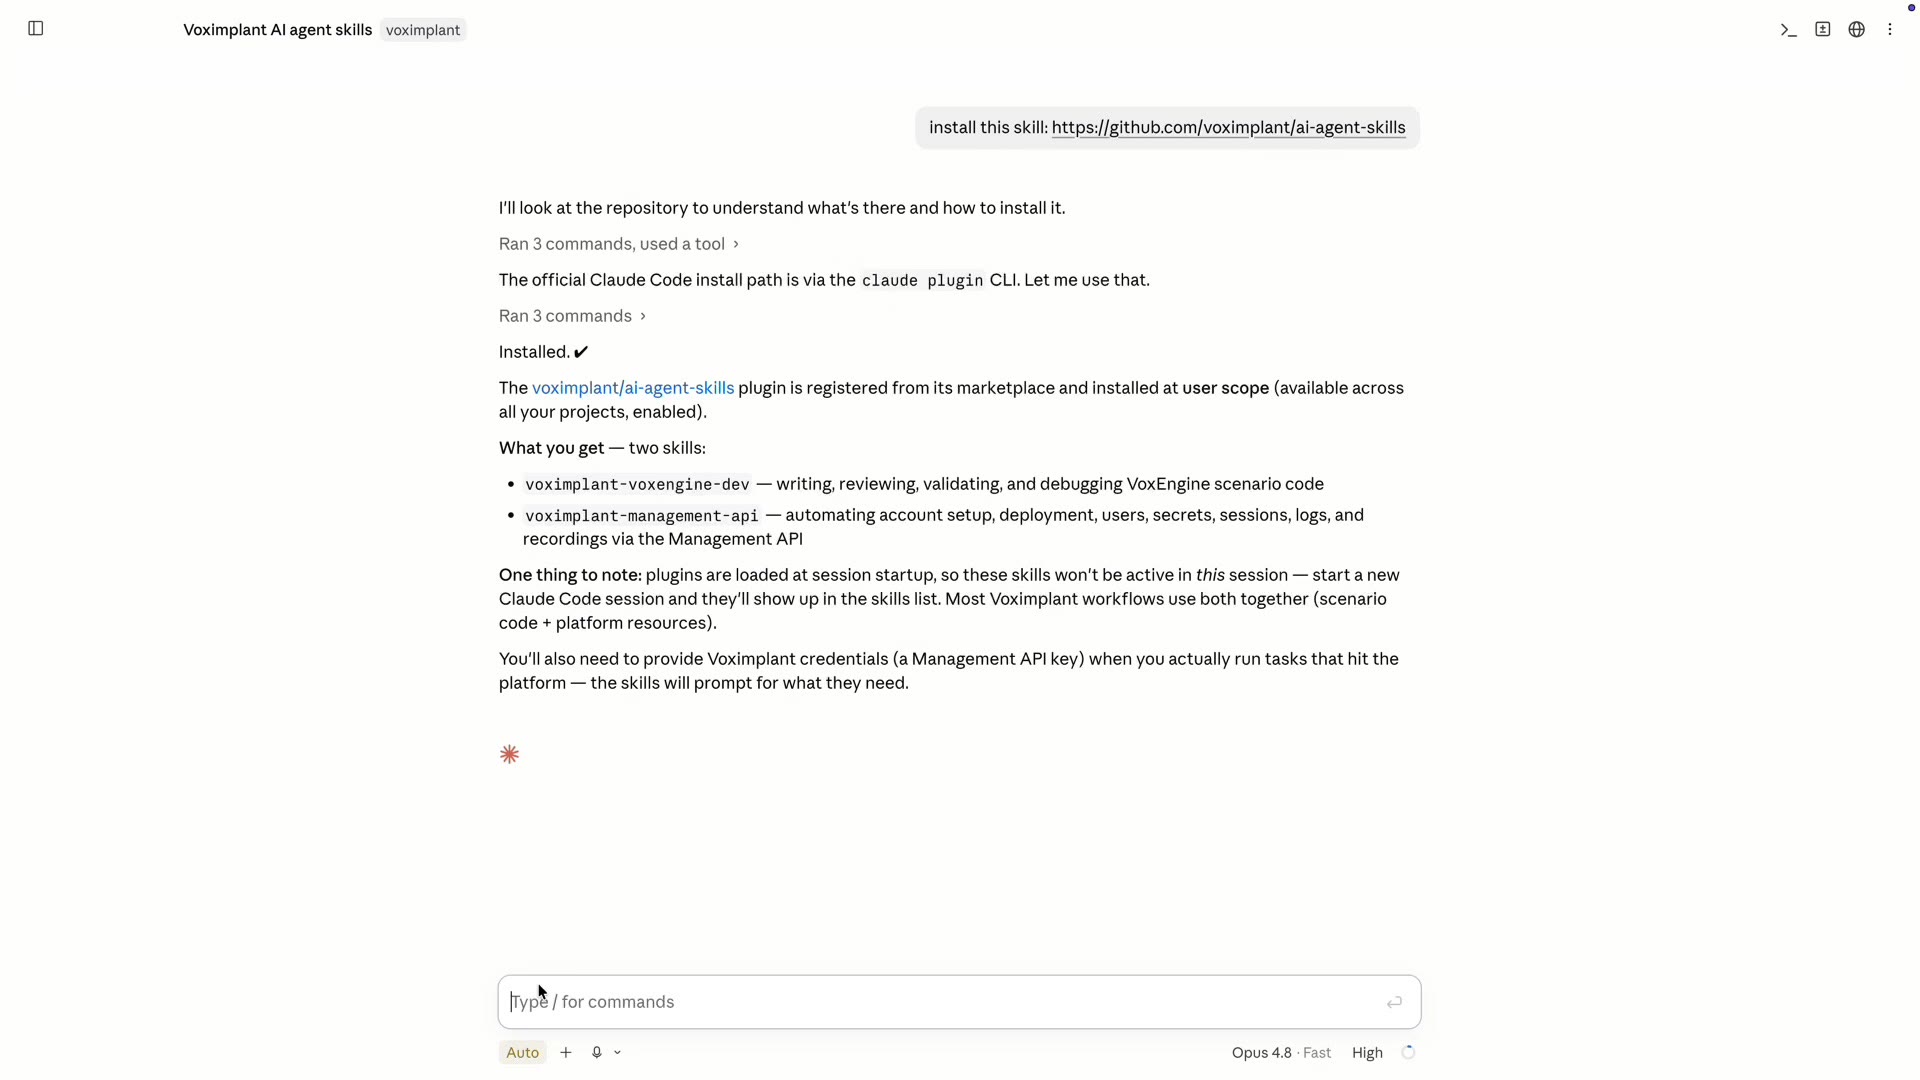 Voximplant AI agent skills voximplant
install this skill: https://github.com/voximplant/ai-agent-skills
I'll look at the repository to understand what's there and how to install it.
Ran 3 commands, used a tool ›
The official Claude Code install path is via the claude plugin CLI. Let me use that.
Ran 3 commands ›
Installed. ✔
The voximplant/ai-agent-skills plugin is registered from its marketplace and installed at user scope (available across
all your projects, enabled).
What you get — two skills:
• voximplant-voxengine-dev — writing, reviewing, validating, and debugging VoxEngine scenario code
• voximplant-management-api — automating account setup, deployment, users, secrets, sessions, logs, and
recordings via the Management API
One thing to note: plugins are loaded at session startup, so these skills won't be active in this session — start a new
Claude Code session and they'll show up in the skills list. Most Voximplant workflows use both together (scenario
code + platform resources).
You'll also need to provide Voximplant credentials (a Management API key) when you actually run tasks that hit the
platform — the skills will prompt for what they need.
Type / for commands
Auto
Opus 4.8 · Fast High